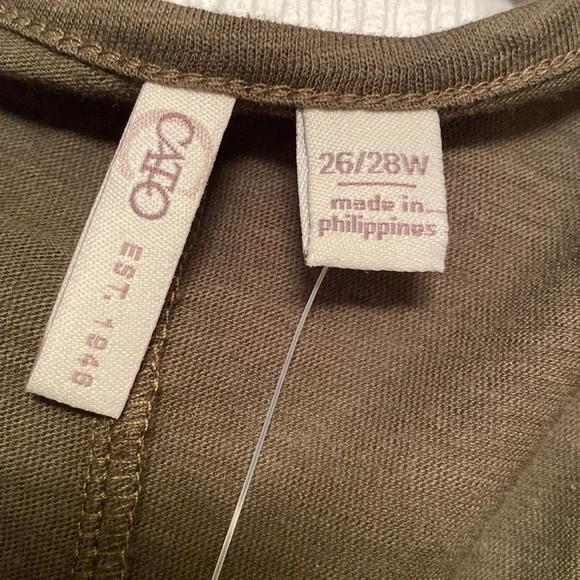 CATO
EST. 1946
26/28W
made in
philippines